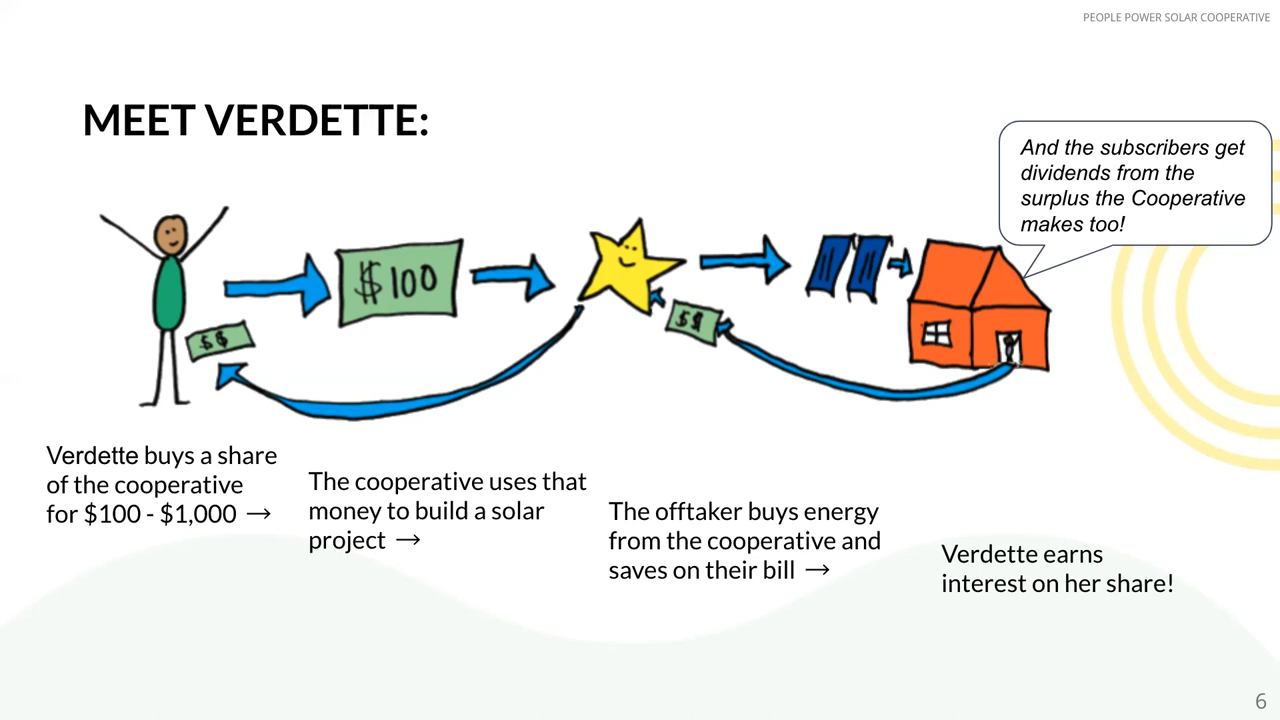 PEOPLE POWER SOLAR COOPERATIVE
MEET VERDETTE:
And the subscribers get
dividends from the
surplus the Cooperative
makes too!
$100
$$
$$
Verdette buys a share
of the cooperative
for $100 - $1,000 →
The cooperative uses that
money to build a solar
project →
The offtaker buys energy
from the cooperative and
saves on their bill →
Verdette earns
interest on her share!
6